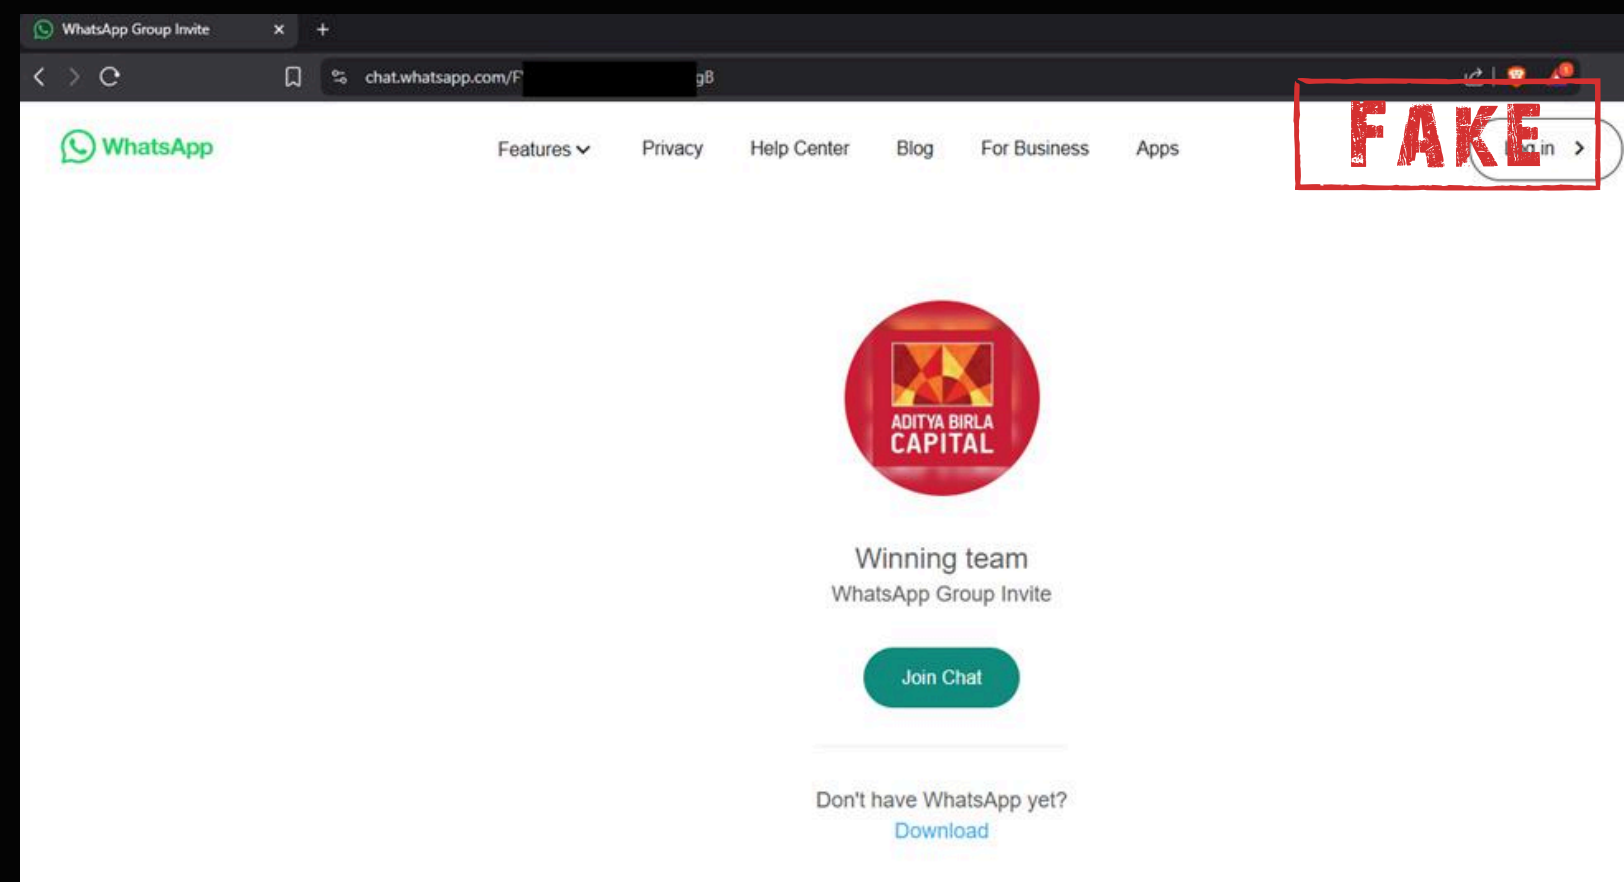 WhatsApp Group Invite
chat.whatsapp.com/F gB
WhatsApp
Features Privacy Help Center Blog For Business Apps
FAKE
in
ADITYA BIRLA
CAPITAL
Winning team
WhatsApp Group Invite
Join Chat
Don't have WhatsApp yet?
Download